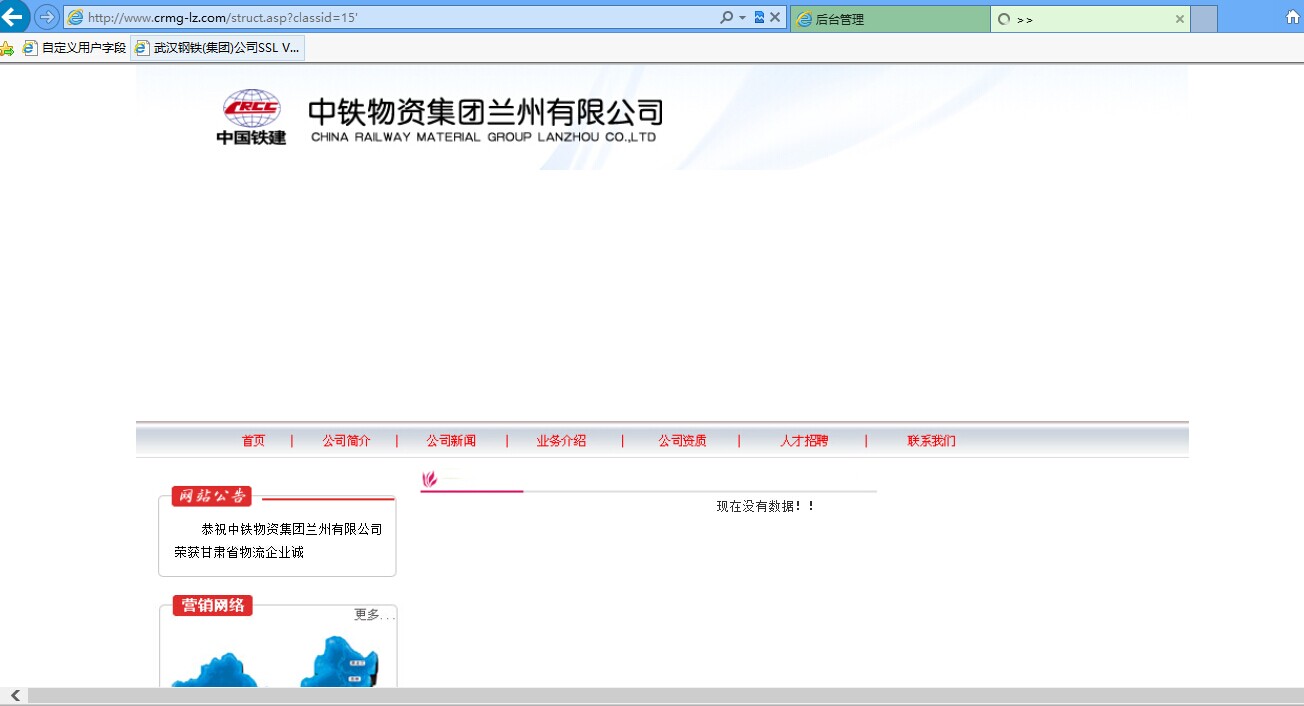 http://www.crmg-lz.com/struct.asp?classid=15'
后台管理
>>
自定义用户字段
武汉钢铁(集团)公司SSL V...
CRCC
中国铁建
中铁物资集团兰州有限公司
CHINA RAILWAY MATERIAL GROUP LANZHOU CO.,LTD
首页 | 公司简介 | 公司新闻 | 业务介绍 | 公司资质 | 人才招聘 | 联系我们
网站公告
恭祝中铁物资集团兰州有限公司
荣获甘肃省物流企业诚
现在没有数据！！
营销网络
更多...